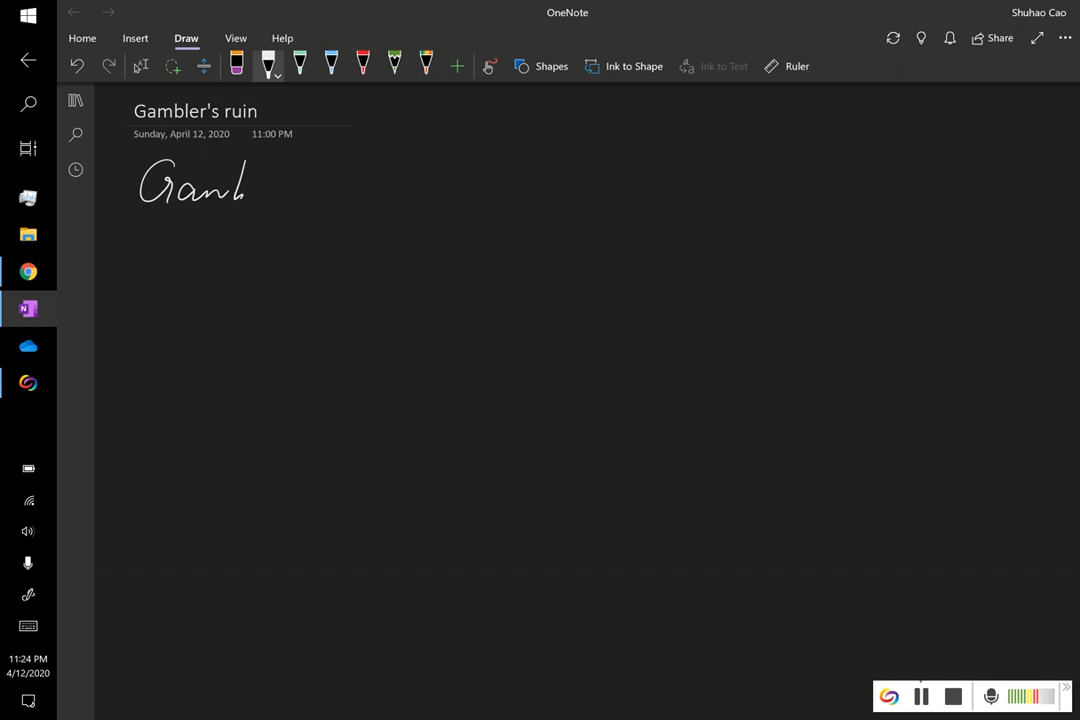 OneNote
Shuhao Cao
Home Insert Draw View Help
Share
Shapes Ink to Shape Ink to Text Ruler
Gambler's ruin
Sunday, April 12, 2020 11:00 PM
Gamb
11:24 PM
4/12/2020